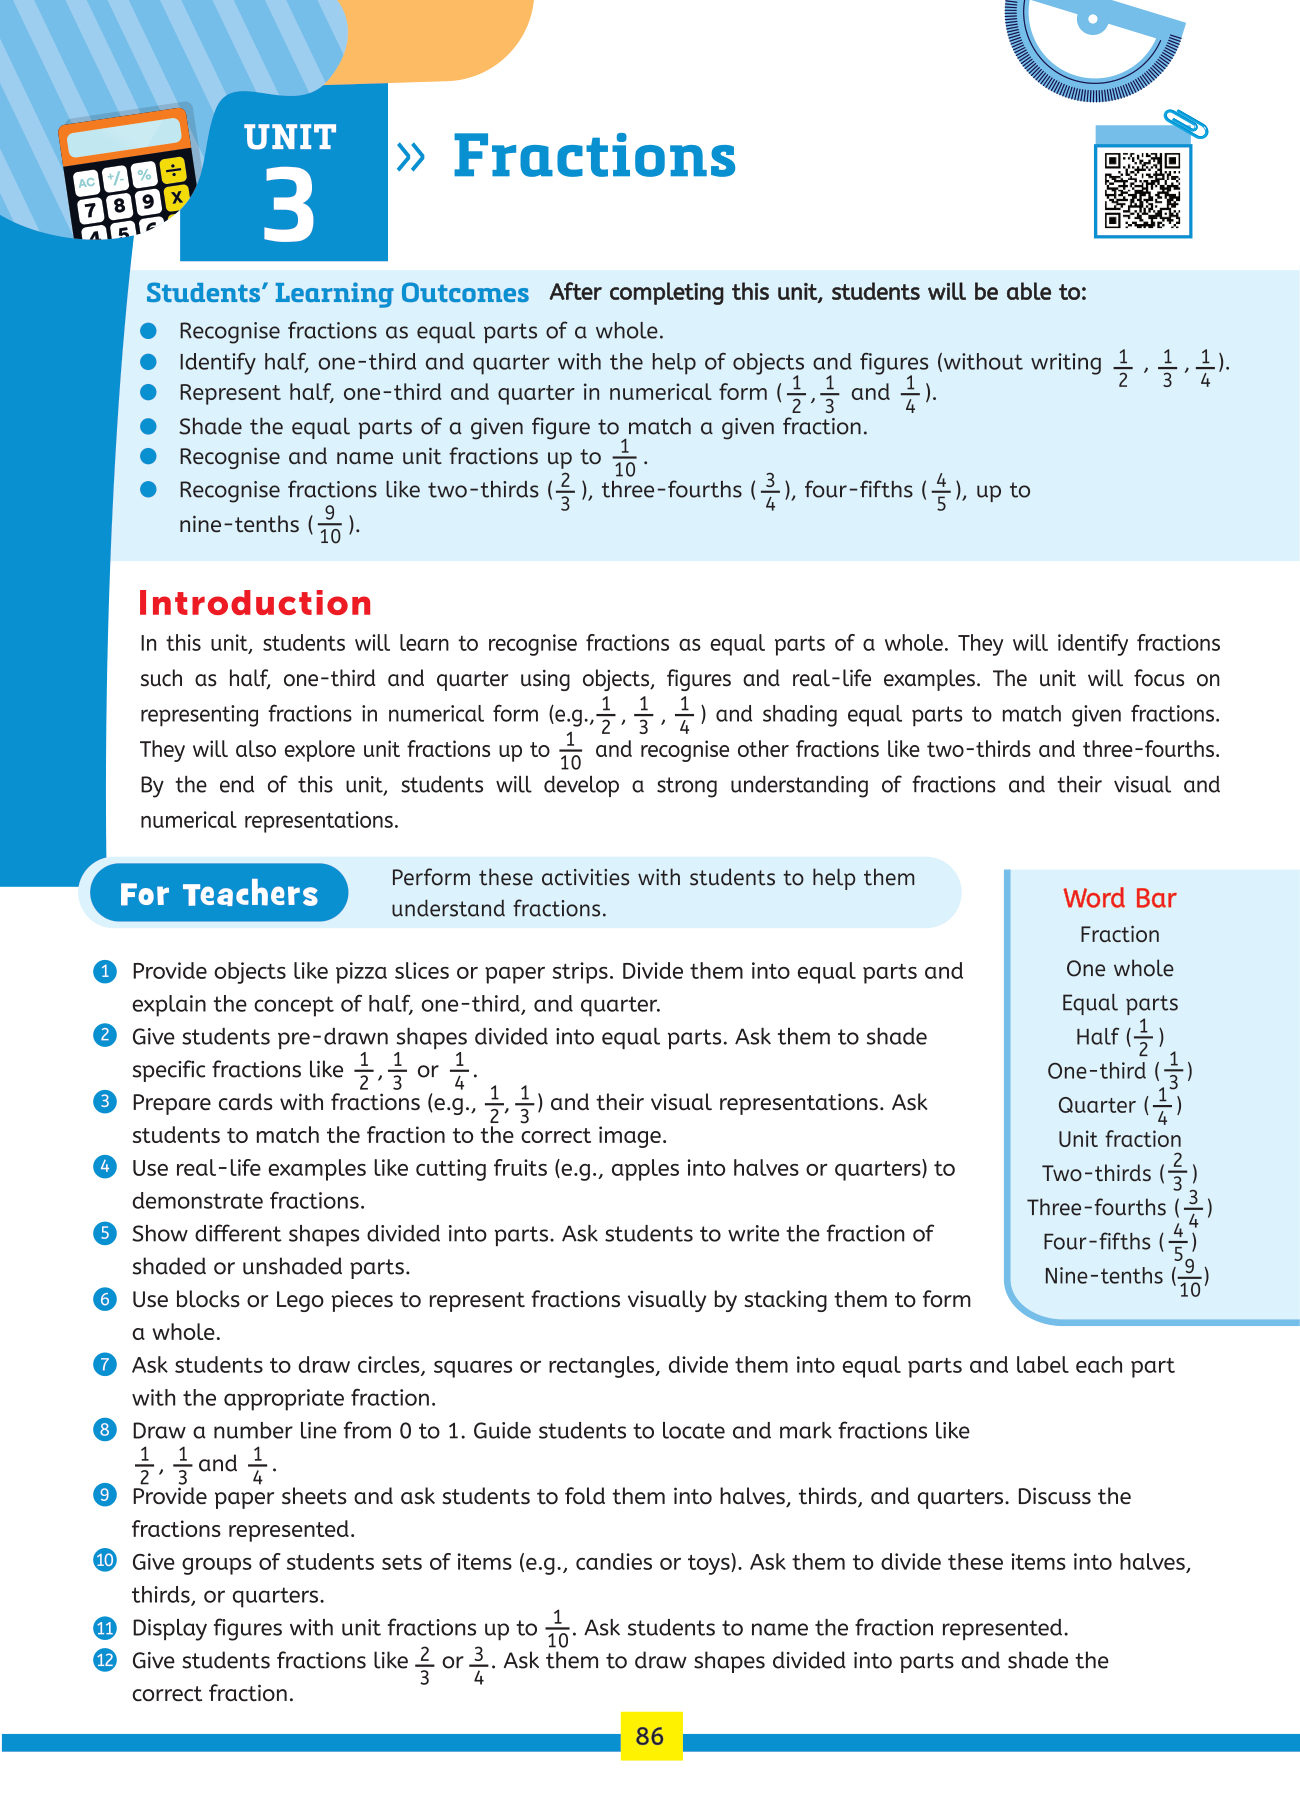 UNIT
3
Fractions
AC +/- % ÷
7 8 9 X
4 5 6
Students' Learning Outcomes After completing this unit, students will be able to:
● Recognise fractions as equal parts of a whole.
● Identify half, one-third and quarter with the help of objects and figures (without writing 1/2 , 1/3 , 1/4).
● Represent half, one-third and quarter in numerical form (1/2 , 1/3 and 1/4).
● Shade the equal parts of a given figure to match a given fraction.
● Recognise and name unit fractions up to 1/10 .
● Recognise fractions like two-thirds (2/3), three-fourths (3/4), four-fifths (4/5), up to
nine-tenths (9/10).
Introduction
In this unit, students will learn to recognise fractions as equal parts of a whole. They will identify fractions
such as half, one-third and quarter using objects, figures and real-life examples. The unit will focus on
representing fractions in numerical form (e.g., 1/2 , 1/3 , 1/4 ) and shading equal parts to match given fractions.
They will also explore unit fractions up to 1/10 and recognise other fractions like two-thirds and three-fourths.
By the end of this unit, students will develop a strong understanding of fractions and their visual and
numerical representations.
For Teachers
Perform these activities with students to help them
understand fractions.
1 Provide objects like pizza slices or paper strips. Divide them into equal parts and
explain the concept of half, one-third, and quarter.
2 Give students pre-drawn shapes divided into equal parts. Ask them to shade
specific fractions like 1/2 , 1/3 or 1/4 .
3 Prepare cards with fractions (e.g., 1/2, 1/3) and their visual representations. Ask
students to match the fraction to the correct image.
4 Use real-life examples like cutting fruits (e.g., apples into halves or quarters) to
demonstrate fractions.
5 Show different shapes divided into parts. Ask students to write the fraction of
shaded or unshaded parts.
6 Use blocks or Lego pieces to represent fractions visually by stacking them to form
a whole.
7 Ask students to draw circles, squares or rectangles, divide them into equal parts and label each part
with the appropriate fraction.
8 Draw a number line from 0 to 1. Guide students to locate and mark fractions like
1/2 , 1/3 and 1/4 .
9 Provide paper sheets and ask students to fold them into halves, thirds, and quarters. Discuss the
fractions represented.
10 Give groups of students sets of items (e.g., candies or toys). Ask them to divide these items into halves,
thirds, or quarters.
11 Display figures with unit fractions up to 1/10. Ask students to name the fraction represented.
12 Give students fractions like 2/3 or 3/4. Ask them to draw shapes divided into parts and shade the
correct fraction.
Word Bar
Fraction
One whole
Equal parts
Half (1/2)
One-third (1/3)
Quarter (1/4)
Unit fraction
Two-thirds (2/3)
Three-fourths (3/4)
Four-fifths (4/5)
Nine-tenths (9/10)
86